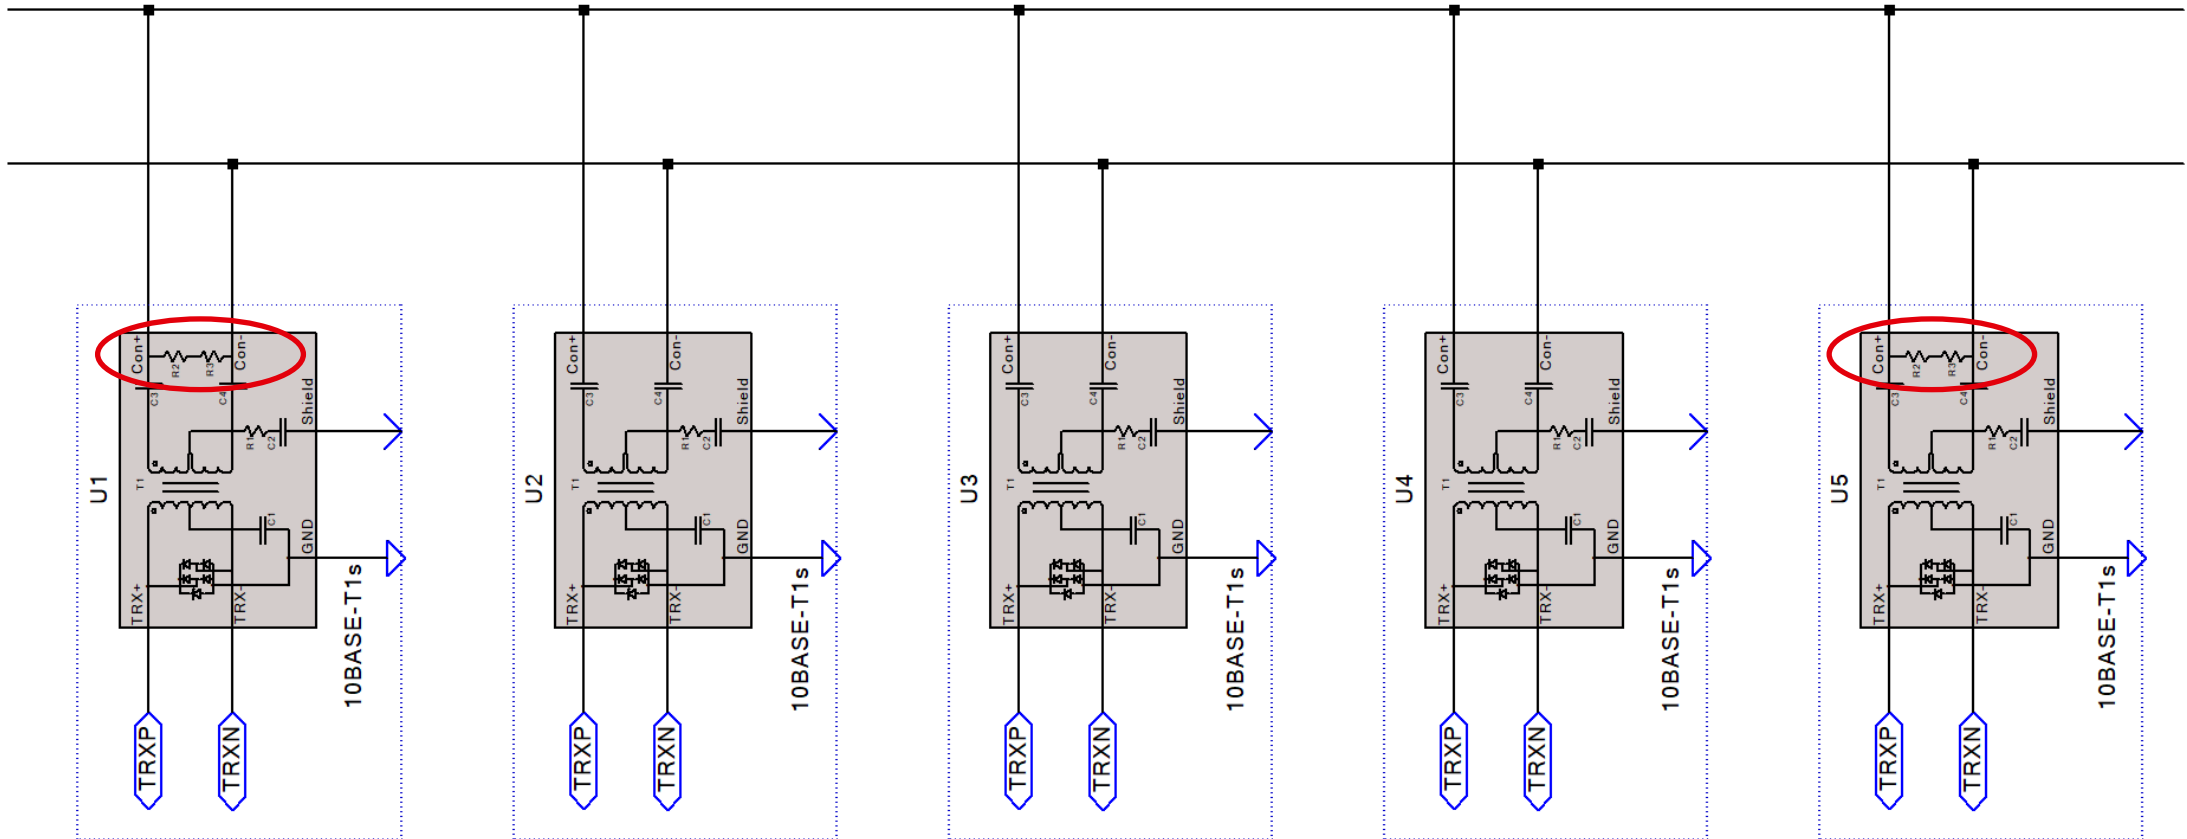 U1
Con+
R2
R3
Con-
C3
C4
Shield
R1
C2
T1
C1
GND
TRX+
TRX-
10BASE-T1s
TRXP
TRXN
U2
Con+
Con-
C3
C4
Shield
R1
C2
T1
C1
GND
TRX+
TRX-
10BASE-T1s
TRXP
TRXN
U3
Con+
Con-
C3
C4
Shield
R1
C2
T1
C1
GND
TRX+
TRX-
10BASE-T1s
TRXP
TRXN
U4
Con+
Con-
C3
C4
Shield
R1
C2
T1
C1
GND
TRX+
TRX-
10BASE-T1s
TRXP
TRXN
U5
Con+
R2
R3
Con-
C3
C4
Shield
R1
C2
T1
C1
GND
TRX+
TRX-
10BASE-T1s
TRXP
TRXN